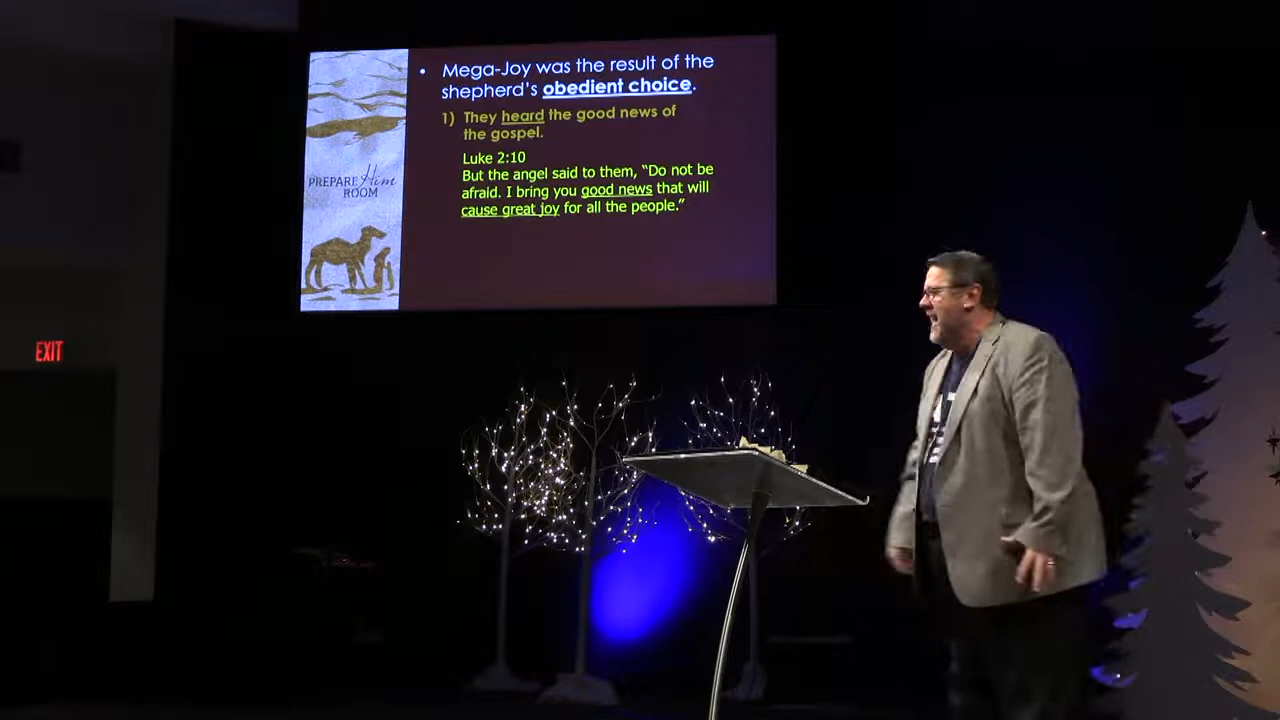 • Mega-Joy was the result of the
shepherd's obedient choice.
1) They heard the good news of
the gospel.
Luke 2:10
But the angel said to them, “Do not be
afraid. I bring you good news that will
cause great joy for all the people.”
PREPARE Him
ROOM
EXIT